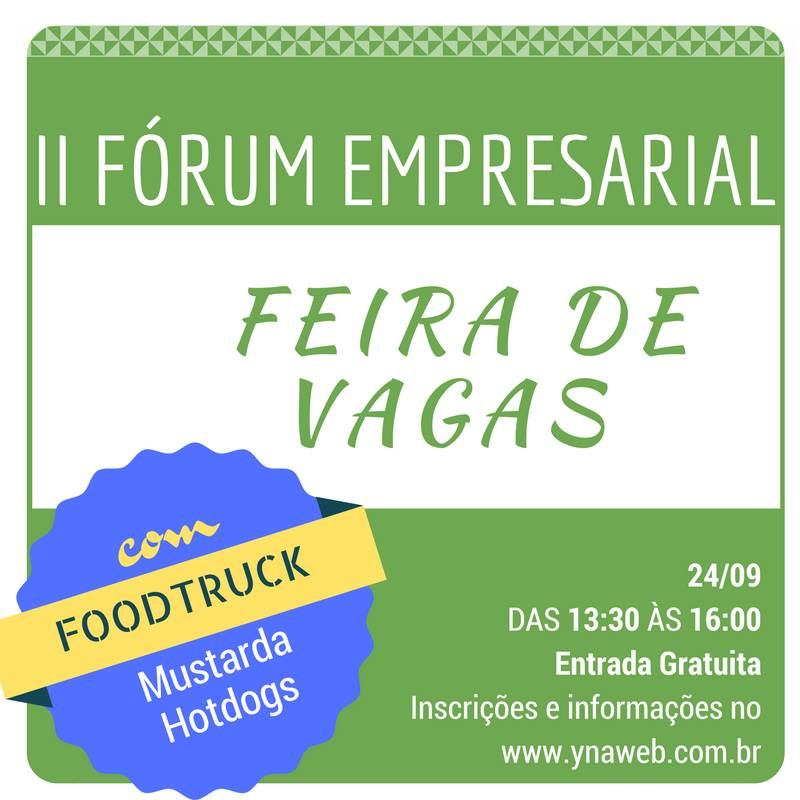 II FÓRUM EMPRESARIAL
FEIRA DE
VAGAS
com
FOODTRUCK
Mustarda
Hotdogs
24/09
DAS 13:30 ÀS 16:00
Entrada Gratuita
Inscrições e informações no
www.ynaweb.com.br